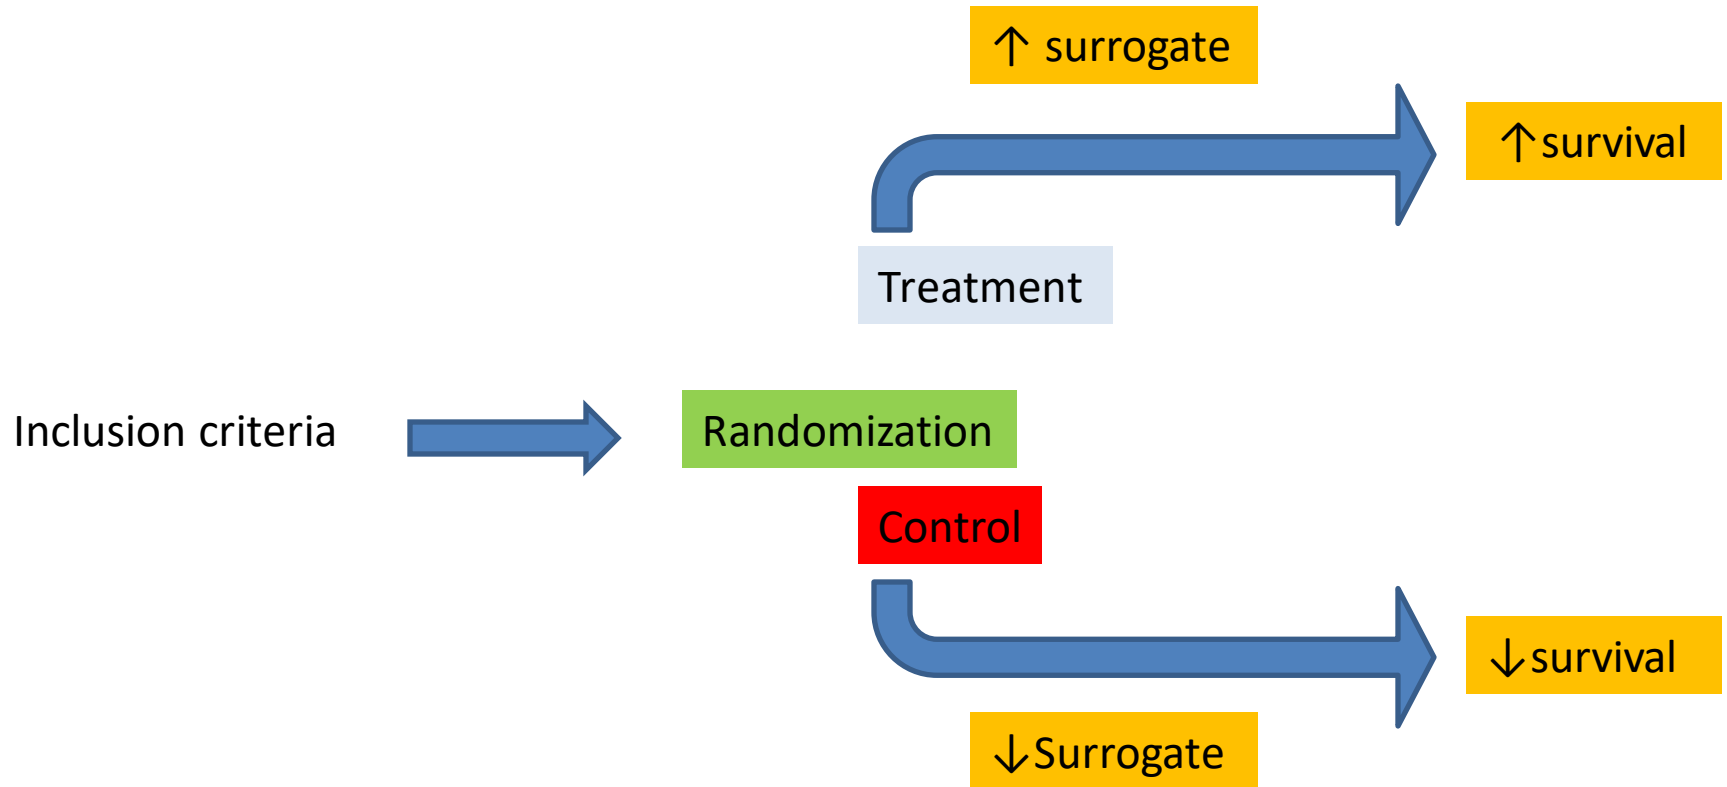 ↑ surrogate
↑survival
Treatment
Inclusion criteria
Randomization
Control
↓survival
↓Surrogate